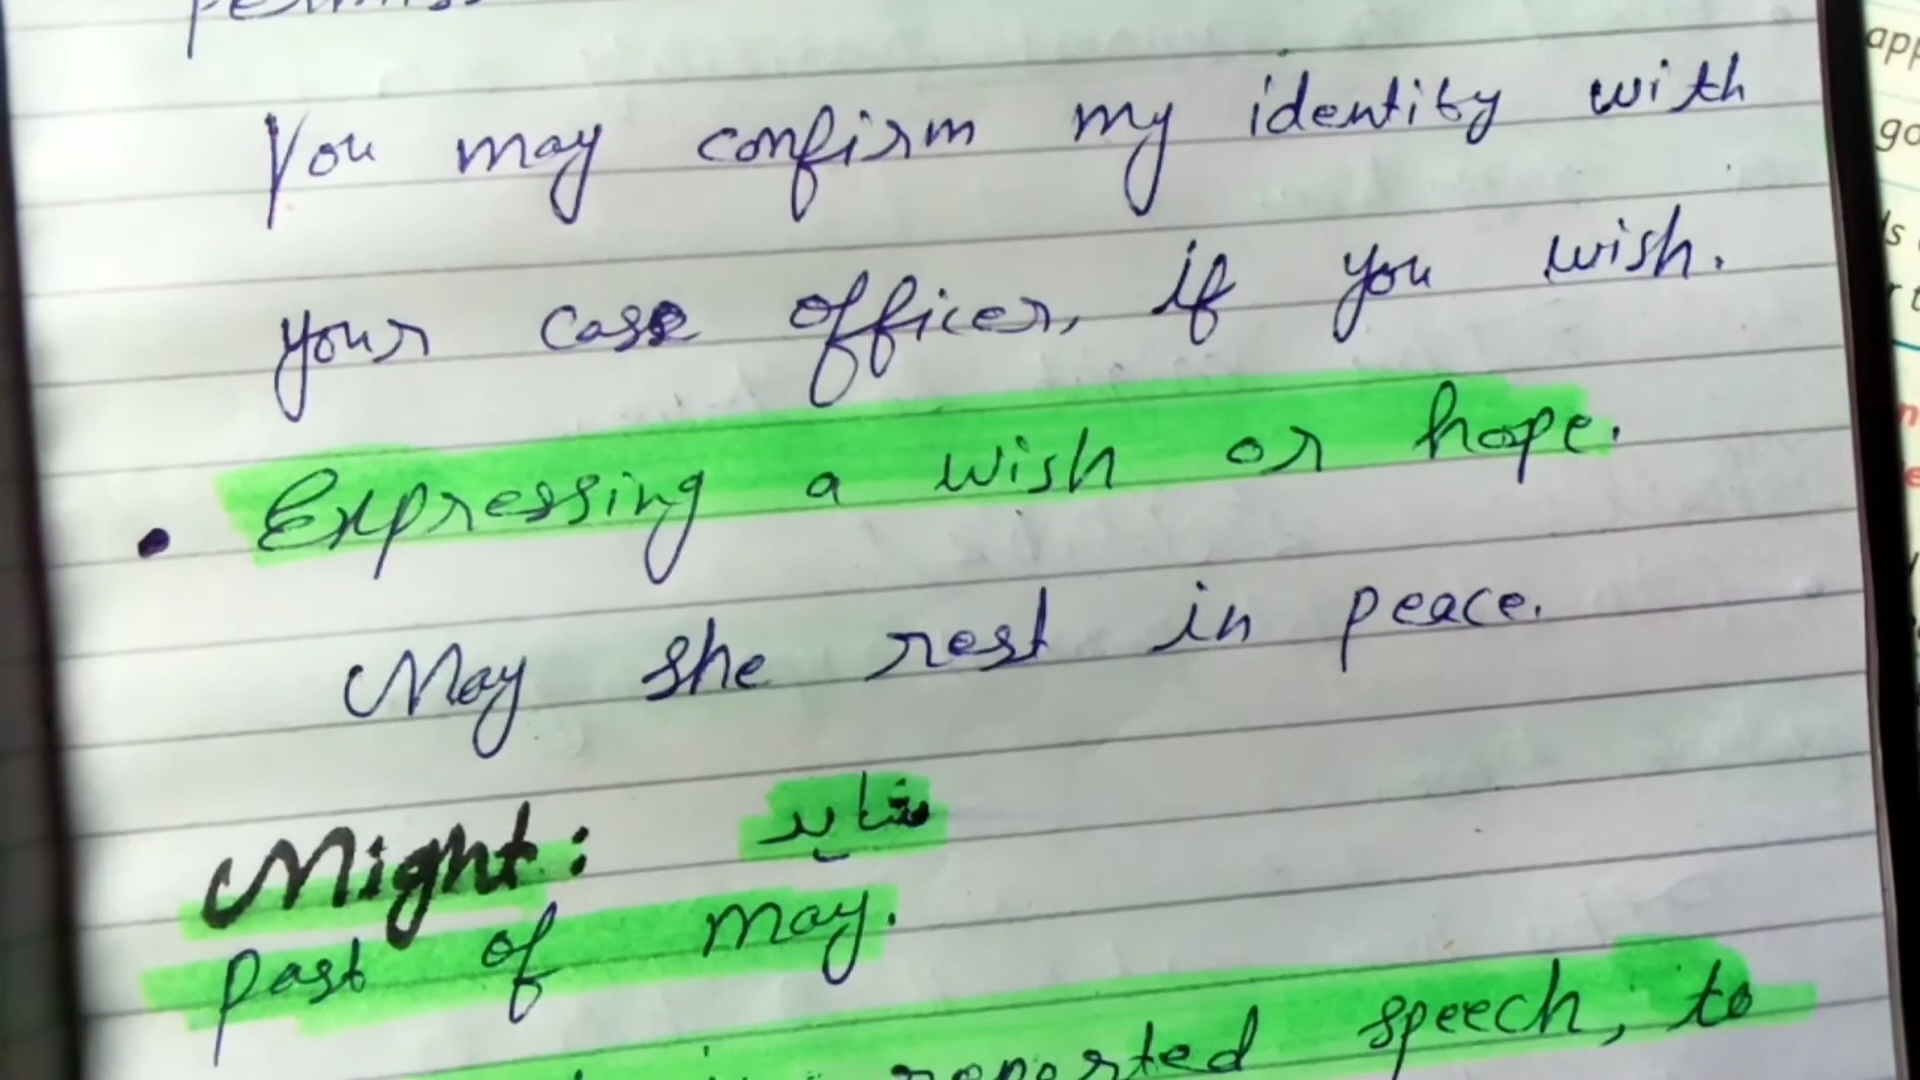 You may confirm my identity with
your case officer, if you wish.
• Expressing a wish or hope.
May she rest in peace.
Might: شاید
past of may.
reported speech, to